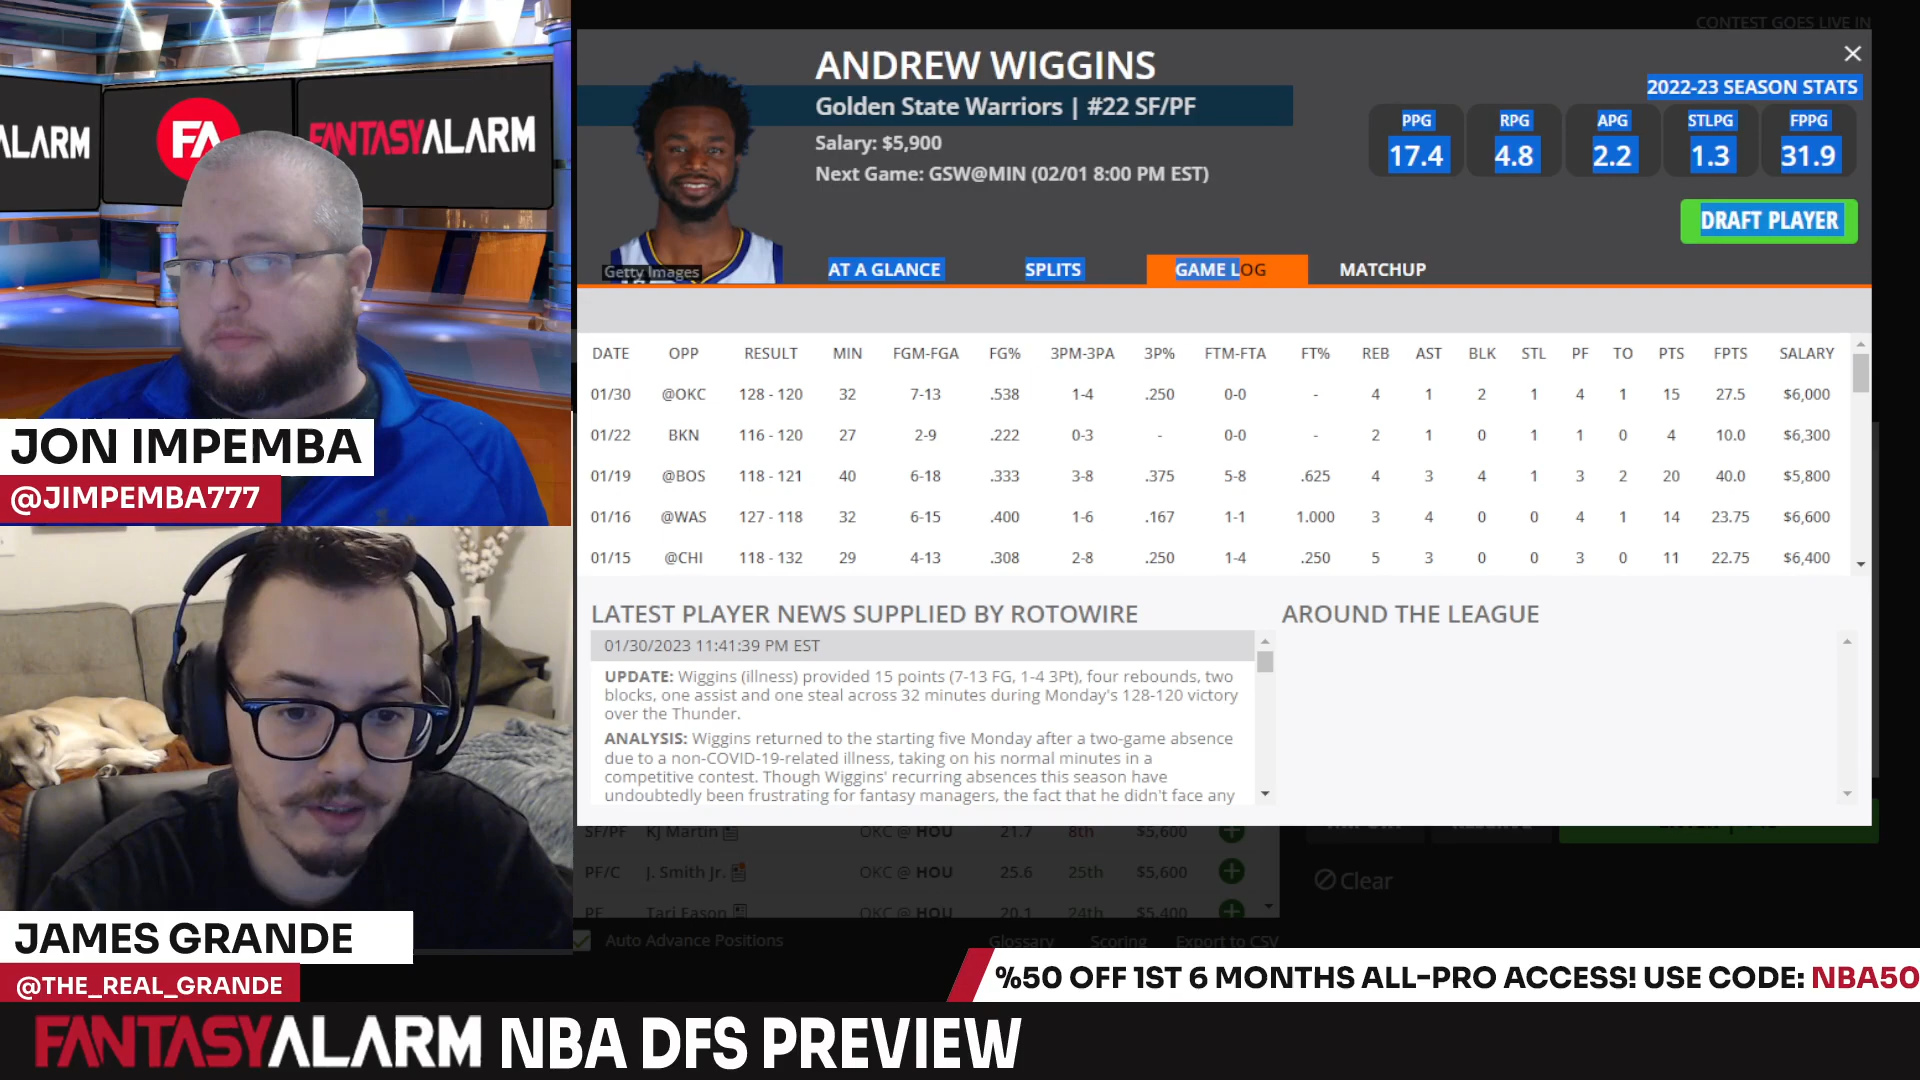 CONTEST GOES LIVE IN
ALARM
FA
FANTASYALARM
JON IMPEMBA
@JIMPEMBA777
JAMES GRANDE
@THE_REAL_GRANDE
ANDREW WIGGINS
Golden State Warriors | #22 SF/PF
Salary: $5,900
Next Game: GSW@MIN (02/01 8:00 PM EST)
Getty Images
2022-23 SEASON STATS
PPG RPG APG STLPG FPPG
17.4 4.8 2.2 1.3 31.9
DRAFT PLAYER
AT A GLANCE SPLITS GAME LOG MATCHUP
DATE OPP RESULT MIN FGM-FGA FG% 3PM-3PA 3P% FTM-FTA FT% REB AST BLK STL PF TO PTS FPTS SALARY
01/30 @OKC 128 - 120 32 7-13 .538 1-4 .250 0-0 - 4 1 2 1 4 1 15 27.5 $6,000
01/22 BKN 116 - 120 27 2-9 .222 0-3 - 0-0 - 2 1 0 1 1 0 4 10.0 $6,300
01/19 @BOS 118 - 121 40 6-18 .333 3-8 .375 5-8 .625 4 3 4 1 3 2 20 40.0 $5,800
01/16 @WAS 127 - 118 32 6-15 .400 1-6 .167 1-1 1.000 3 4 0 0 4 1 14 23.75 $6,600
01/15 @CHI 118 - 132 29 4-13 .308 2-8 .250 1-4 .250 5 3 0 0 3 0 11 22.75 $6,400
LATEST PLAYER NEWS SUPPLIED BY ROTOWIRE
01/30/2023 11:41:39 PM EST
UPDATE: Wiggins (illness) provided 15 points (7-13 FG, 1-4 3Pt), four rebounds, two
blocks, one assist and one steal across 32 minutes during Monday's 128-120 victory
over the Thunder.
ANALYSIS: Wiggins returned to the starting five Monday after a two-game absence
due to a non-COVID-19-related illness, taking on his normal minutes in a
competitive contest. Though Wiggins' recurring absences this season have
undoubtedly been frustrating for fantasy managers, the fact that he didn't face any
AROUND THE LEAGUE
SF/PF KJ Martin OKC @ HOU 21.7 8th $5,600
PF/C J. Smith Jr. OKC @ HOU 25.6 25th $5,600
PF Tari Eason OKC @ HOU 20.1 24th $5,400
Clear
Auto Advance Positions Glossary Scoring Export to CSV
%50 OFF 1ST 6 MONTHS ALL-PRO ACCESS! USE CODE: NBA50
FANTASYALARM NBA DFS PREVIEW